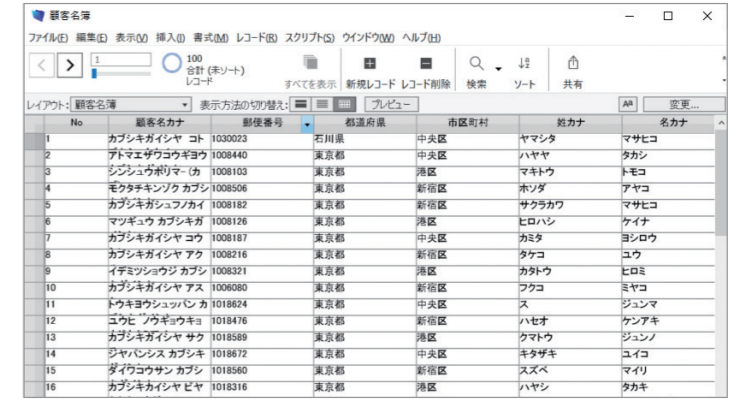 顧客名簿
ファイル(F) 編集(E) 表示(V) 挿入(I) 書式(M) レコード(R) スクリプト(S) ウインドウ(W) ヘルプ(H)
1 100
合計 (未ソート)
レコード すべてを表示 新規レコード レコード削除 検索 ソート 共有
レイアウト: 顧客名簿 表示方法の切り替え: プレビュー Aa 変更...
No 顧客名カナ 郵便番号 都道府県 市区町村 姓カナ 名カナ
1 カブシキガイシヤ コト 1030023 石川県 中央区 ヤマシタ マサヒコ
2 アトマエザワコウギヨウ 1008440 東京都 中央区 ハヤヤ タカシ
3 シンシュウポリマー(カ 1008103 東京都 港区 マキトウ トモコ
4 モクタチキンゾク カブシ 1008506 東京都 新宿区 ホソダ アヤコ
5 カブシキガシュフノカイ 1008182 東京都 新宿区 サクラカワ マサヒコ
6 マツギュウ カブシキガ 1008126 東京都 港区 ヒロハシ ケイナ
7 カブシキガイシヤ コウ 1008187 東京都 中央区 カミタ ヨシロウ
8 カブシキガイシヤ アク 1008216 東京都 新宿区 タケコ ユウ
9 イデミツショウジ カブシ 1008321 東京都 港区 カタトウ ヒロミ
10 カブシキガイシヤ アス 1006080 東京都 新宿区 フクコ ミヤコ
11 トウキヨウシュッパン カ 1018624 東京都 中央区 ス ジュンマ
12 ユウヒ ノウギョウキョ 1018476 東京都 新宿区 ハセオ ケンアキ
13 カブシキガイシヤ サク 1018589 東京都 港区 クマトウ ジュンノ
14 ジヤパンシス カブシキ 1018672 東京都 中央区 キタザキ ユイコ
15 ダイワコウサン カブシ 1018560 東京都 新宿区 スズベ マイリ
16 カブシキカイシヤ ビヤ 1018316 東京都 港区 ハヤシ タカキ